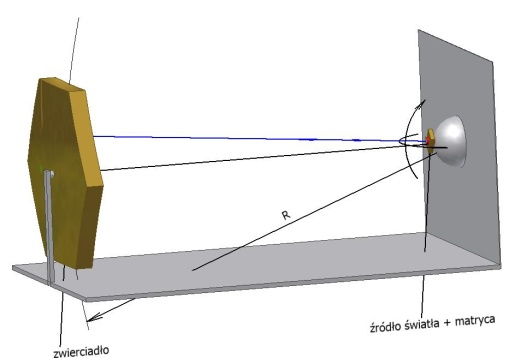 R
źródło światła + matryca
zwierciadło